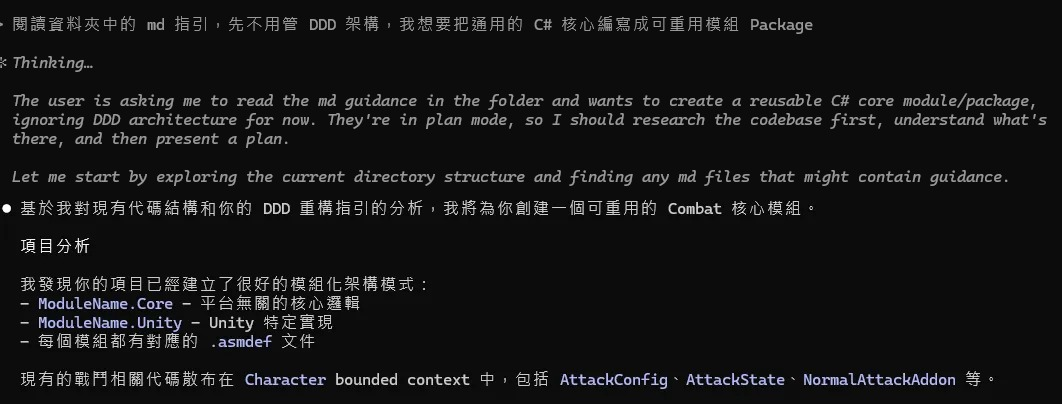 > 閱讀資料夾中的 md 指引，先不用管 DDD 架構，我想要把通用的 C# 核心編寫成可重用模組 Package
✻ Thinking…
The user is asking me to read the md guidance in the folder and wants to create a reusable C# core module/package,
ignoring DDD architecture for now. They're in plan mode, so I should research the codebase first, understand what's
there, and then present a plan.
Let me start by exploring the current directory structure and finding any md files that might contain guidance.
● 基於我對現有代碼結構和你的 DDD 重構指引的分析，我將為你創建一個可重用的 Combat 核心模組。
項目分析
我發現你的項目已經建立了很好的模組化架構模式：
- ModuleName.Core - 平台無關的核心邏輯
- ModuleName.Unity - Unity 特定實現
- 每個模組都有對應的 .asmdef 文件
現有的戰鬥相關代碼散布在 Character bounded context 中，包括 AttackConfig、AttackState、NormalAttackAddon 等。